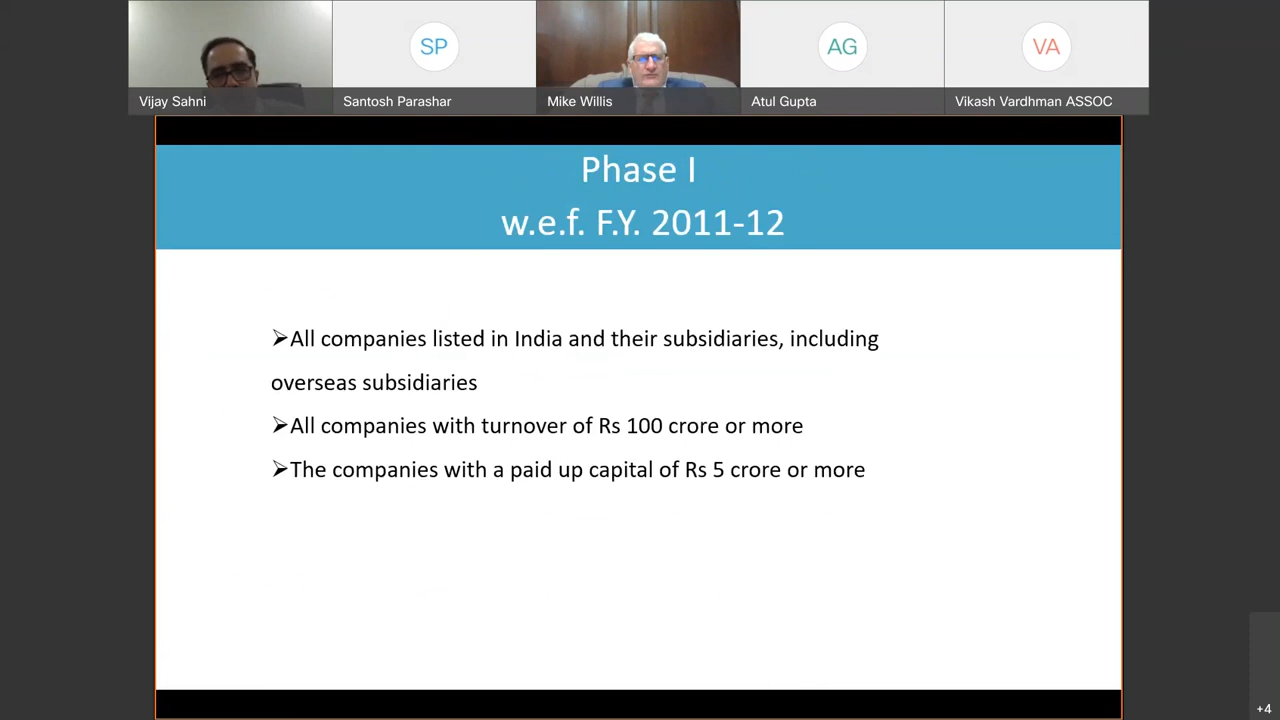 SP
AG
VA
Vijay Sahni
Santosh Parashar
Mike Willis
Atul Gupta
Vikash Vardhman ASSOC
Phase I
w.e.f. F.Y. 2011-12
➢All companies listed in India and their subsidiaries, including
overseas subsidiaries
➢All companies with turnover of Rs 100 crore or more
➢The companies with a paid up capital of Rs 5 crore or more
+4